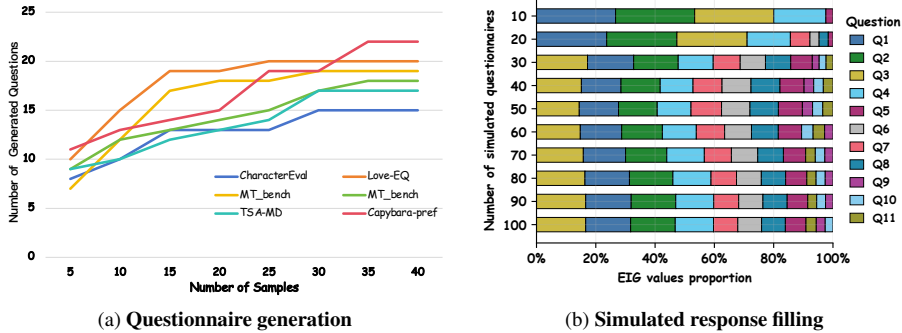 Number of Generated Questions
25
20
15
10
5
0
CharacterEval
Love-EQ
MT_bench
MT_bench
TSA-MD
Capybara-pref
5 10 15 20 25 30 35 40
Number of Samples
(a) Questionnaire generation
Number of simulated questionnaires
10
20
30
40
50
60
70
80
90
100
0% 20% 40% 60% 80% 100%
EIG values proportion
Question
Q1
Q2
Q3
Q4
Q5
Q6
Q7
Q8
Q9
Q10
Q11
(b) Simulated response filling